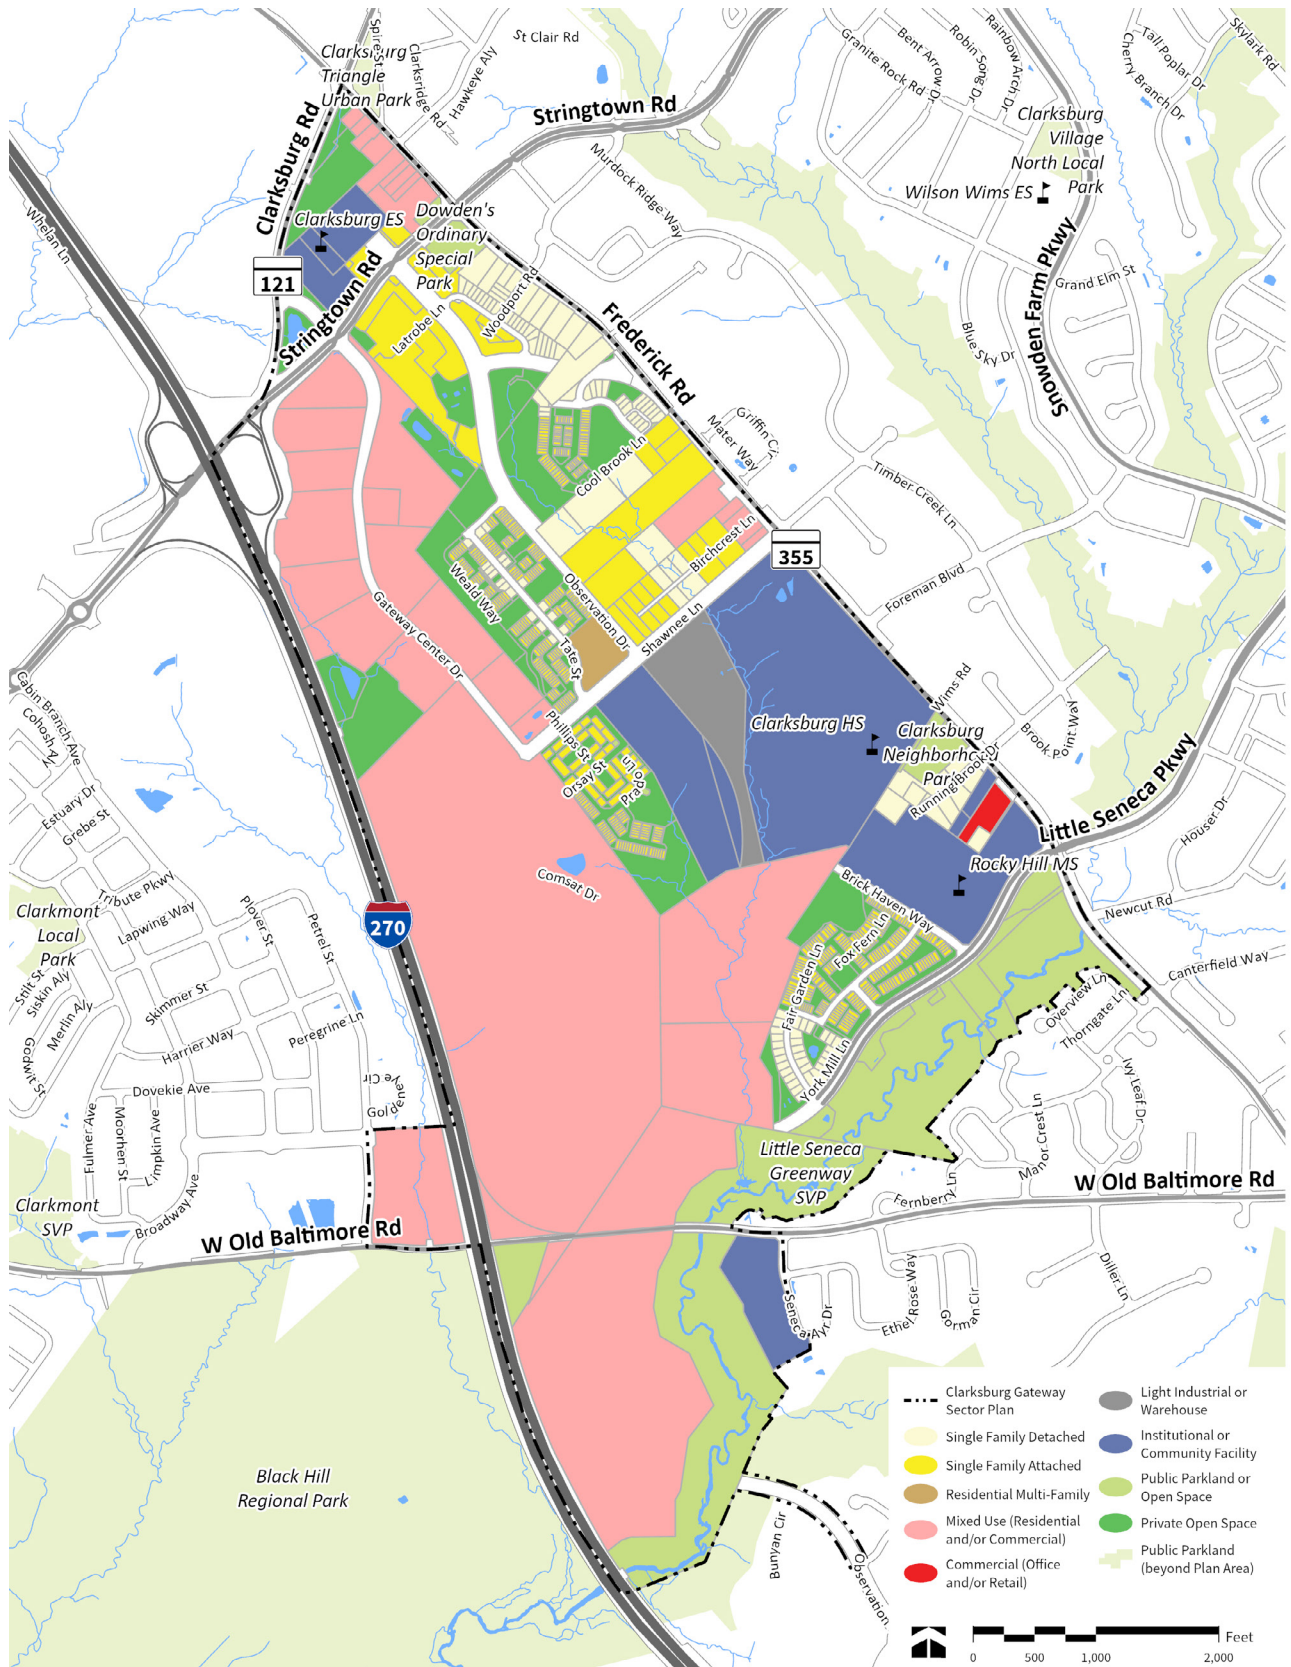 Clarksburg
Triangle
Urban Park
Spire St
Clarksridge Rd
Hawkeye Aly
St Clair Rd
Stringtown Rd
Granite Rock Rd
Bent Arrow Dr
Robin Song Dr
Rainbow Arch Dr
Cherry Branch Dr
Tall Poplar Dr
Skylark Rd
Clarksburg
Village
North Local
Park
Wilson Wims ES
Clarksburg Rd
Whelan Ln
Murdock Ridge Way
Clarksburg ES
Dowden's
Ordinary
Special
Park
121
Stringtown Rd
Latrobe Ln
Woodport Rd
Frederick Rd
Grand Elm St
Snowden Farm Pkwy
Blue Sky Dr
Griffin Cir
Mater Way
Cool Brook Ln
Timber Creek Ln
Birchcrest Ln
355
Foreman Blvd
Weald Way
Observation Dr
Tate St
Shawnee Ln
Gateway Center Dr
Cabin Branch Ave
Cohosh Aly
Wims Rd
Brook Point Way
Clarksburg HS
Clarksburg
Neighborhood
Park
Running Brook Dr
Phillips St
Orsay St
Prado Ln
Estuary Dr
Grebe St
Little Seneca Pkwy
Houser Dr
Rocky Hill MS
Comsat Dr
Brick Haven Way
Tribute Pkwy
Lapwing Way
Plover St
Petrel St
Clarkmont
Local
Park
270
Newcut Rd
Fox Fern Ln
Fair Garden Ln
Canterfield Way
Stilt St
Siskin Aly
Merlin Aly
Godwit St
Skimmer St
Harrier Way
Peregrine Ln
Overview Ln
Thorngate Ln
York Mill Ln
Dovekie Ave
Goldeneye Cir
Ivy Leaf Dr
Manor Crest Ln
Fulmer Ave
Moorhen St
Limpkin Ave
Little Seneca
Greenway
SVP
Fernberry Ln
W Old Baltimore Rd
Clarkmont
SVP
Broadway Ave
W Old Baltimore Rd
Diller Ln
Seneca Ayr Dr
Ethel Rose Way
Gorman Cir
Black Hill
Regional Park
Bunyan Cir
Observation
Clarksburg Gateway
Sector Plan
Single Family Detached
Single Family Attached
Residential Multi-Family
Mixed Use (Residential
and/or Commercial)
Commercial (Office
and/or Retail)
Light Industrial or
Warehouse
Institutional or
Community Facility
Public Parkland or
Open Space
Private Open Space
Public Parkland
(beyond Plan Area)
Feet
0 500 1,000 2,000